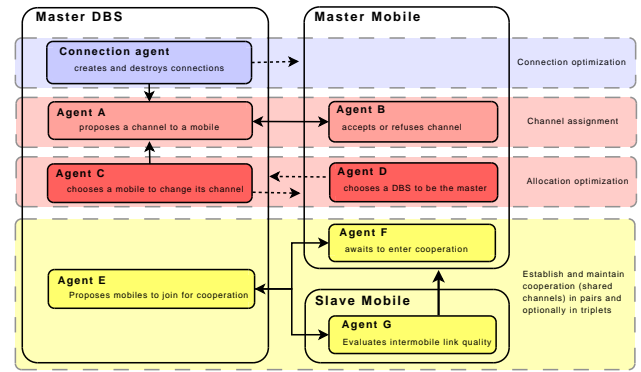 Master DBS
Master Mobile
Connection agent
creates and destroys connections
Connection optimization
Agent A
proposes a channel to a mobile
Agent B
accepts or refuses channel
Channel assignment
Agent C
chooses a mobile to change its channel
Agent D
chooses a DBS to be the master
Allocation optimization
Agent F
awaits to enter cooperation
Agent E
Proposes mobiles to join for cooperation
Establish and maintain
cooperation (shared
channels) in pairs and
optionally in triplets
Slave Mobile
Agent G
Evaluates intermobile link quality